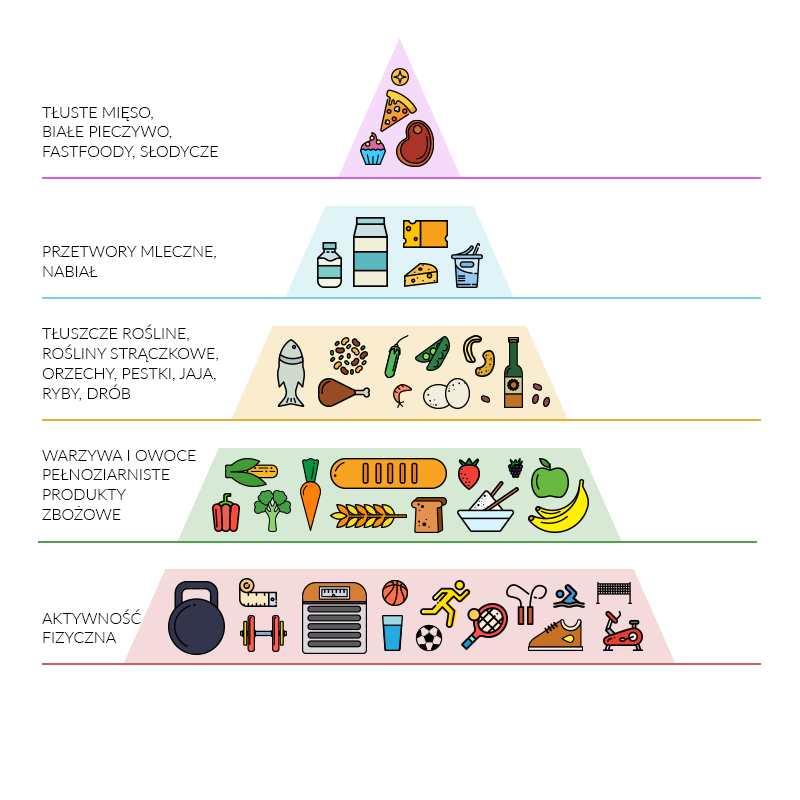 TŁUSTE MIĘSO,
BIAŁE PIECZYWO,
FASTFOODY, SŁODYCZE
PRZETWORY MLECZNE,
NABIAŁ
TŁUSZCZE ROŚLINE,
ROŚLINY STRĄCZKOWE,
ORZECHY, PESTKI, JAJA,
RYBY, DRÓB
WARZYWA I OWOCE
PEŁNOZIARNISTE
PRODUKTY
ZBOŻOWE
AKTYWNOŚĆ
FIZYCZNA